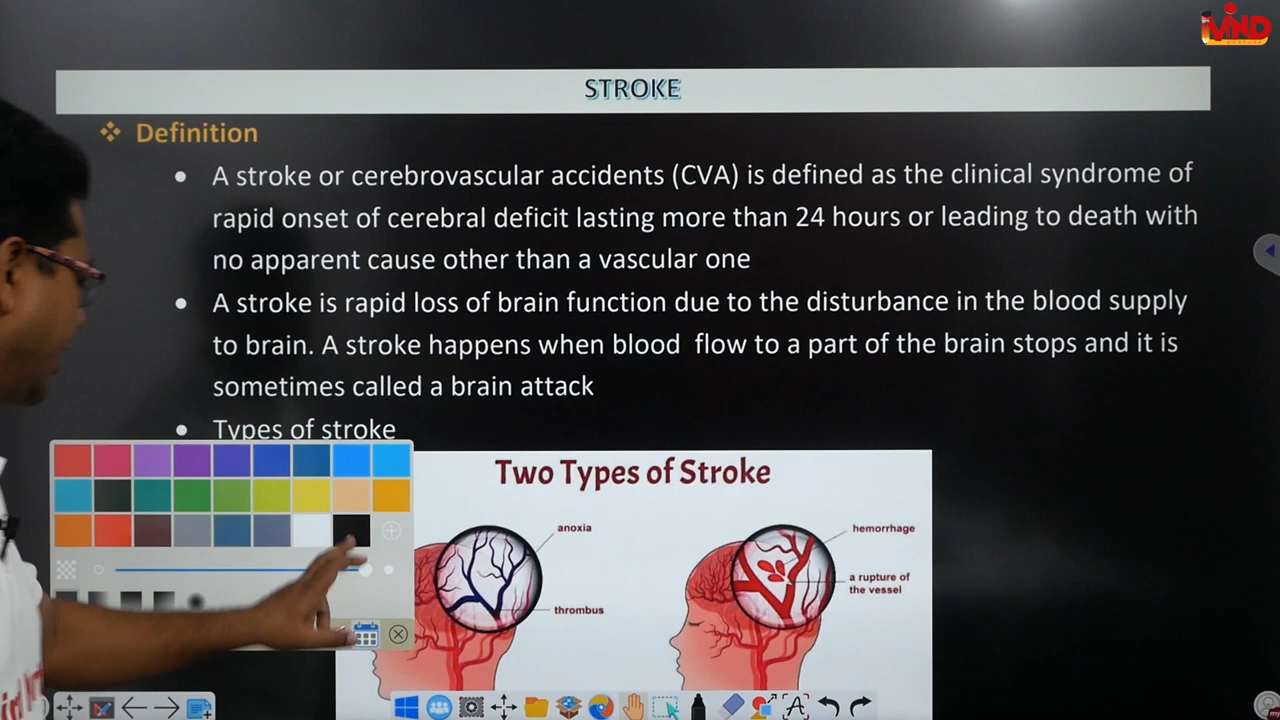 MIND
STROKE
Definition
A stroke or cerebrovascular accidents (CVA) is defined as the clinical syndrome of
rapid onset of cerebral deficit lasting more than 24 hours or leading to death with
no apparent cause other than a vascular one
A stroke is rapid loss of brain function due to the disturbance in the blood supply
to brain. A stroke happens when blood flow to a part of the brain stops and it is
sometimes called a brain attack
Types of stroke
Two Types of Stroke
anoxia
thrombus
hemorrhage
a rupture of
the vessel